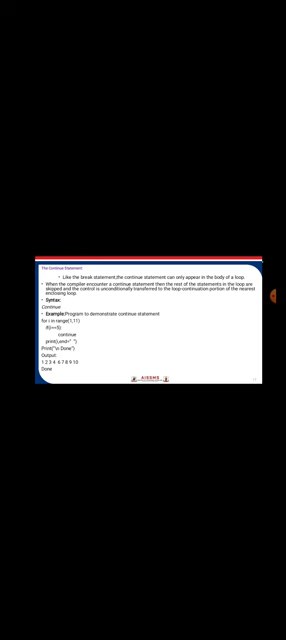 The Continue Statement
• Like the break statement,the continue statement can only appear in the body of a loop.
• When the compiler encounter a continue statement then the rest of the statements in the loop are
skipped and the control is unconditionally transferred to the loop-continuation portion of the nearest
enclosing loop.
• Syntax:
Continue
• Example:Program to demonstrate continue statement
for i in range(1,11)
if(i==5):
continue
print(i,end=" ")
Print("\n Done")
Output:
1 2 3 4 6 7 8 9 10
Done
AISSMS